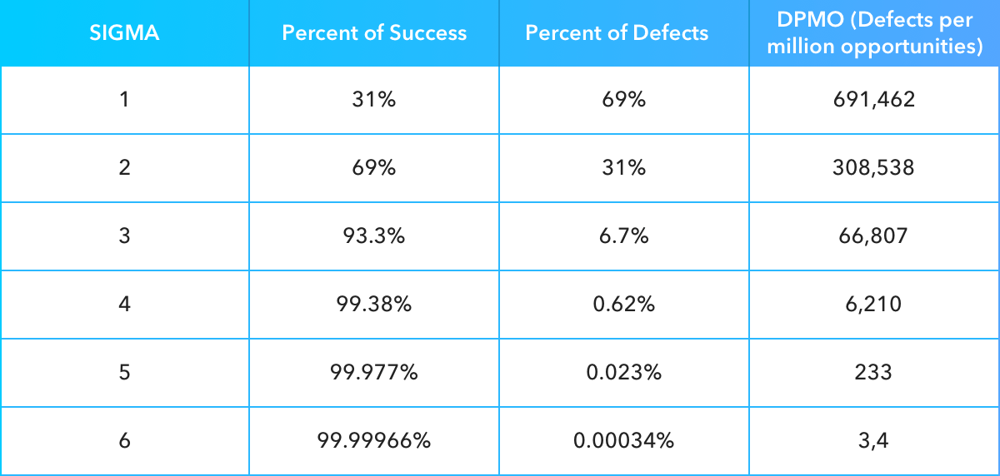 SIGMA Percent of Success Percent of Defects DPMO (Defects per
million opportunities)
1 31% 69% 691,462
2 69% 31% 308,538
3 93.3% 6.7% 66,807
4 99.38% 0.62% 6,210
5 99.977% 0.023% 233
6 99.99966% 0.00034% 3,4